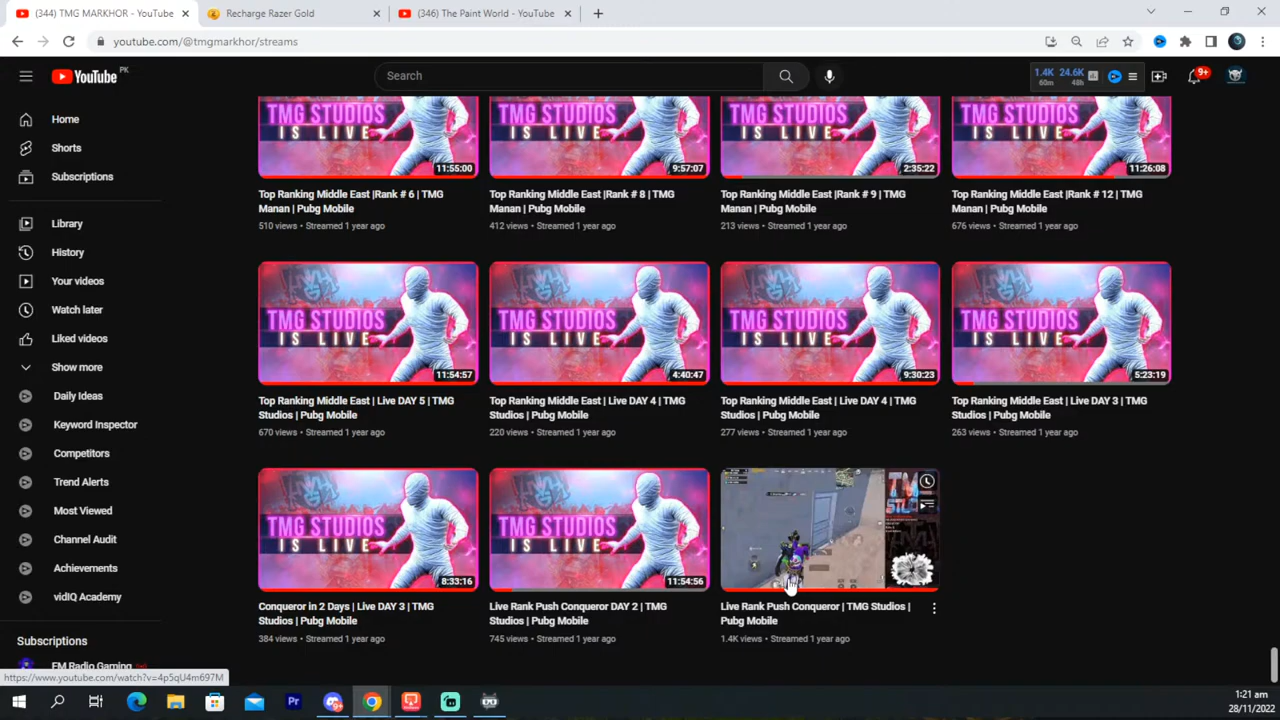 (344) TMG MARKHOR - YouTube
Recharge Razer Gold
(346) The Paint World - YouTube
youtube.com/@tmgmarkhor/streams
YouTube PK
Search
1.4K 24.6K
60m 48h
9+
Home
Shorts
Subscriptions
Library
History
Your videos
Watch later
Liked videos
Show more
Daily Ideas
Keyword Inspector
Competitors
Trend Alerts
Most Viewed
Channel Audit
Achievements
vidIQ Academy
Subscriptions
FM Radio Gaming
TMG STUDIOS
IS LIVE
11:55:00
TMG STUDIOS
IS LIVE
9:57:07
TMG STUDIOS
IS LIVE
2:35:22
TMG STUDIOS
IS LIVE
11:26:08
Top Ranking Middle East |Rank # 6 | TMG
Manan | Pubg Mobile
510 views • Streamed 1 year ago
Top Ranking Middle East |Rank # 8 | TMG
Manan | Pubg Mobile
412 views • Streamed 1 year ago
Top Ranking Middle East |Rank # 9 | TMG
Manan | Pubg Mobile
213 views • Streamed 1 year ago
Top Ranking Middle East |Rank # 12 | TMG
Manan | Pubg Mobile
676 views • Streamed 1 year ago
TMG STUDIOS
IS LIVE
11:54:57
TMG STUDIOS
IS LIVE
4:40:47
TMG STUDIOS
IS LIVE
9:30:23
TMG STUDIOS
IS LIVE
5:23:19
Top Ranking Middle East | Live DAY 5 | TMG
Studios | Pubg Mobile
670 views • Streamed 1 year ago
Top Ranking Middle East | Live DAY 4 | TMG
Studios | Pubg Mobile
220 views • Streamed 1 year ago
Top Ranking Middle East | Live DAY 4 | TMG
Studios | Pubg Mobile
277 views • Streamed 1 year ago
Top Ranking Middle East | Live DAY 3 | TMG
Studios | Pubg Mobile
263 views • Streamed 1 year ago
TMG STUDIOS
IS LIVE
8:33:16
TMG STUDIOS
IS LIVE
11:54:56
Conqueror in 2 Days | Live DAY 3 | TMG
Studios | Pubg Mobile
384 views • Streamed 1 year ago
Live Rank Push Conqueror DAY 2 | TMG
Studios | Pubg Mobile
745 views • Streamed 1 year ago
Live Rank Push Conqueror | TMG Studios |
Pubg Mobile
1.4K views • Streamed 1 year ago
https://www.youtube.com/watch?v=4p5qU4m697M
Pr
1:21 am
28/11/2022